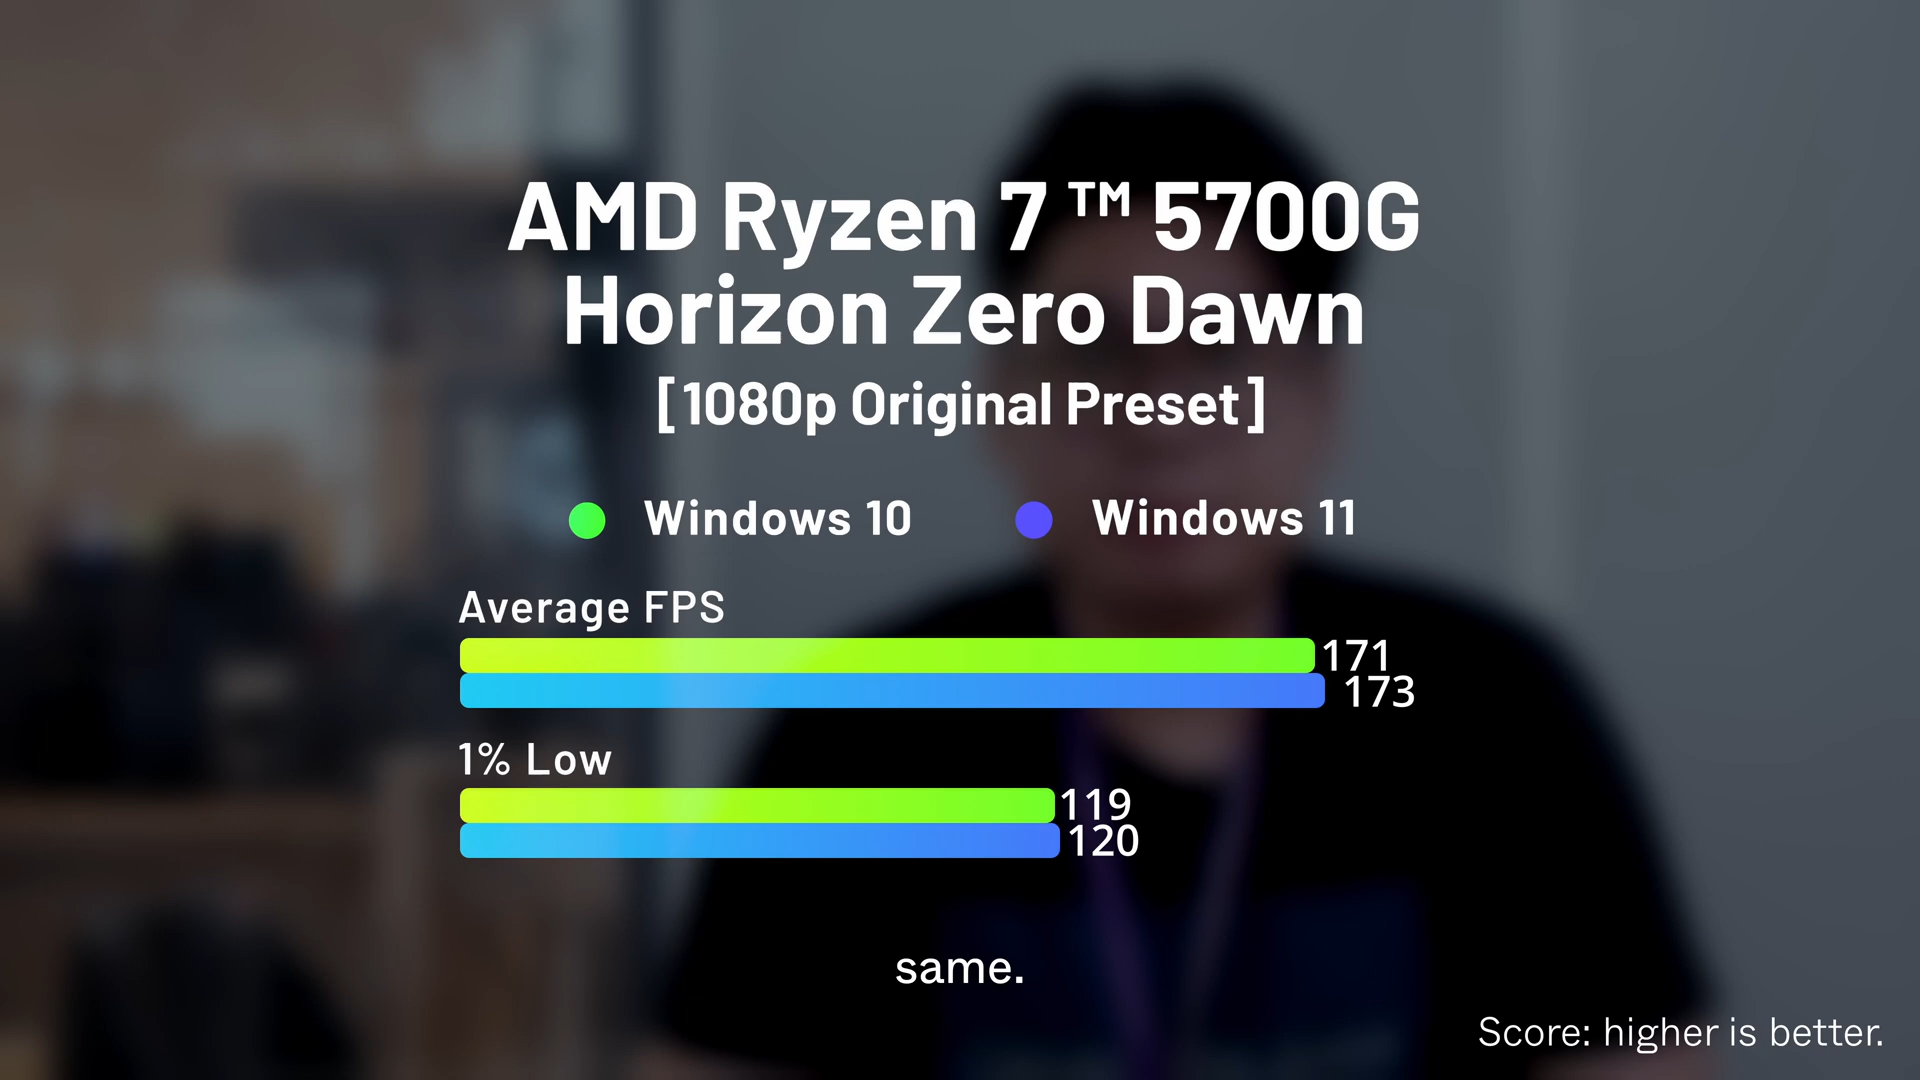 AMD Ryzen 7 ™ 5700G
Horizon Zero Dawn
[1080p Original Preset]
Windows 10
Windows 11
Average FPS
171
173
1% Low
119
120
same.
Score: higher is better.